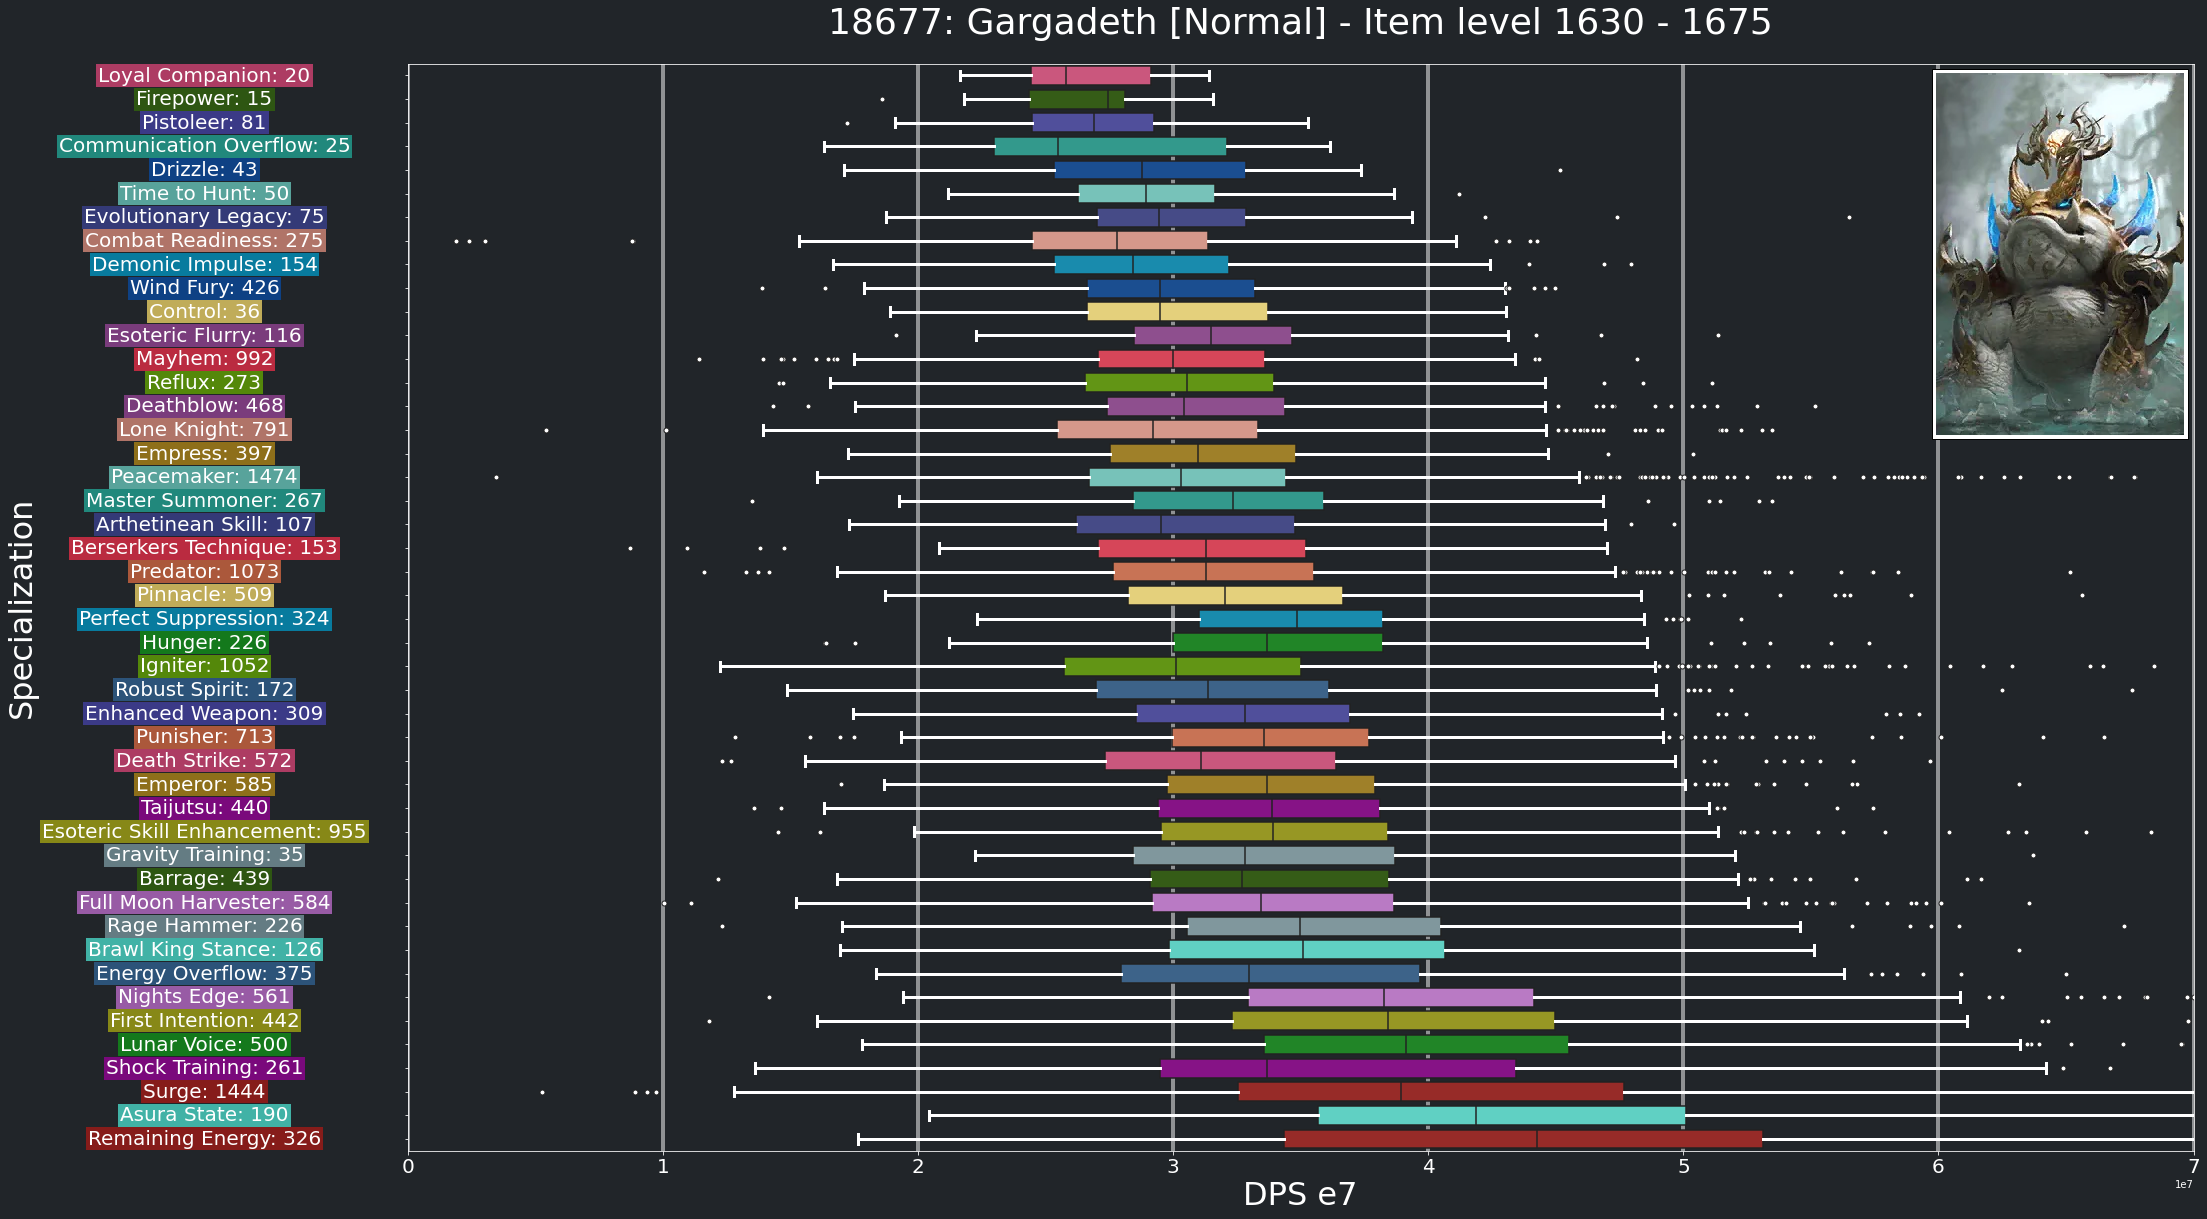 18677: Gargadeth [Normal] - Item level 1630 - 1675
Specialization
Loyal Companion: 20
Firepower: 15
Pistoleer: 81
Communication Overflow: 25
Drizzle: 43
Time to Hunt: 50
Evolutionary Legacy: 75
Combat Readiness: 275
Demonic Impulse: 154
Wind Fury: 426
Control: 36
Esoteric Flurry: 116
Mayhem: 992
Reflux: 273
Deathblow: 468
Lone Knight: 791
Empress: 397
Peacemaker: 1474
Master Summoner: 267
Arthetinean Skill: 107
Berserkers Technique: 153
Predator: 1073
Pinnacle: 509
Perfect Suppression: 324
Hunger: 226
Igniter: 1052
Robust Spirit: 172
Enhanced Weapon: 309
Punisher: 713
Death Strike: 572
Emperor: 585
Taijutsu: 440
Esoteric Skill Enhancement: 955
Gravity Training: 35
Barrage: 439
Full Moon Harvester: 584
Rage Hammer: 226
Brawl King Stance: 126
Energy Overflow: 375
Nights Edge: 561
First Intention: 442
Lunar Voice: 500
Shock Training: 261
Surge: 1444
Asura State: 190
Remaining Energy: 326
0 1 2 3 4 5 6 7
1e7
DPS e7